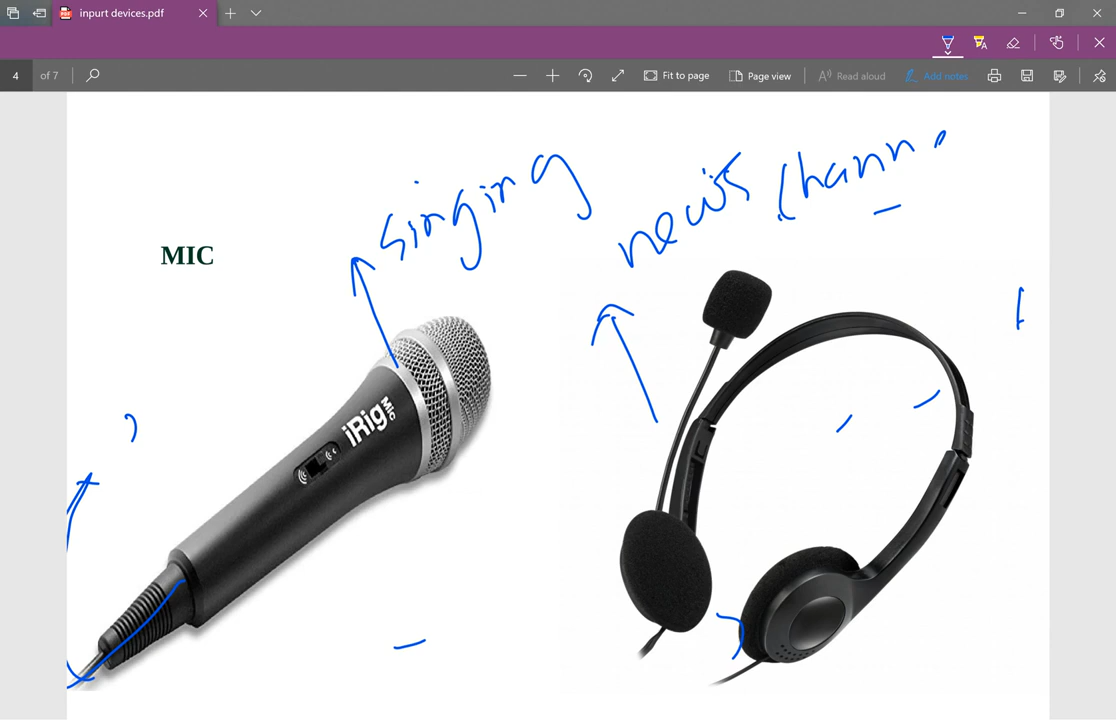 inpurt devices.pdf
4 of 7
Fit to page
Page view
Read aloud
Add notes
singing
news chann
MIC
iRig MIC